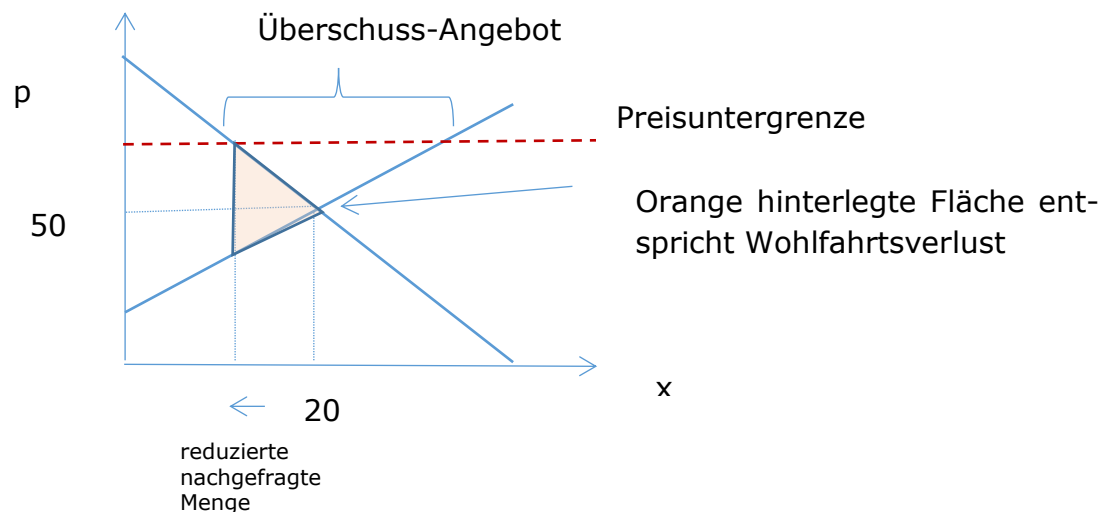 Überschuss-Angebot
p
Preisuntergrenze
Orange hinterlegte Fläche ent-
spricht Wohlfahrtsverlust
50
x
20
reduzierte
nachgefragte
Menge